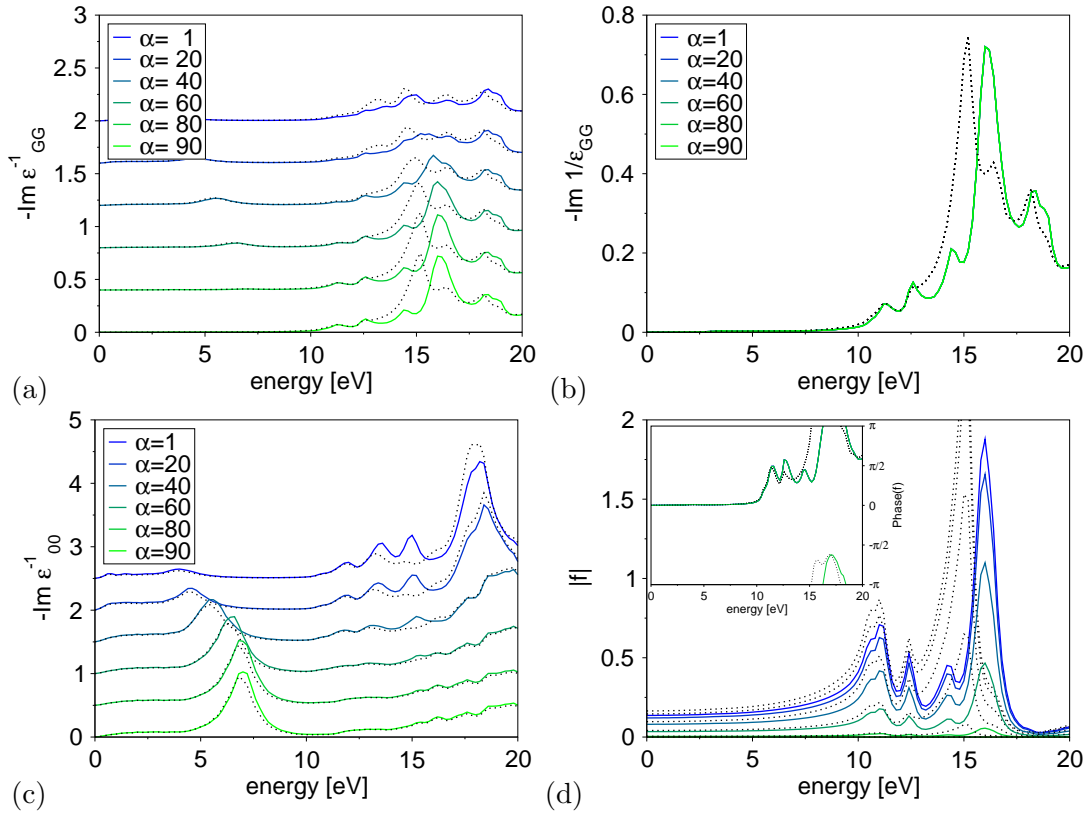 3
2.5
2
1.5
1
0.5
0
-Im ε⁻¹GG
α= 1
α= 20
α= 40
α= 60
α= 80
α= 90
0 5 10 15 20
energy [eV]
(a)
0.8
0.6
0.4
0.2
0
-Im 1/εGG
α=1
α=20
α=40
α=60
α=80
α=90
0 5 10 15 20
energy [eV]
(b)
5
4
3
2
1
0
-Im ε⁻¹00
α=1
α=20
α=40
α=60
α=80
α=90
0 5 10 15 20
energy [eV]
(c)
2
1.5
1
0.5
0
|f|
π
π/2
0
-π/2
-π
Phase(f)
0 5 10 15 20
energy [eV]
0 5 10 15 20
energy [eV]
(d)